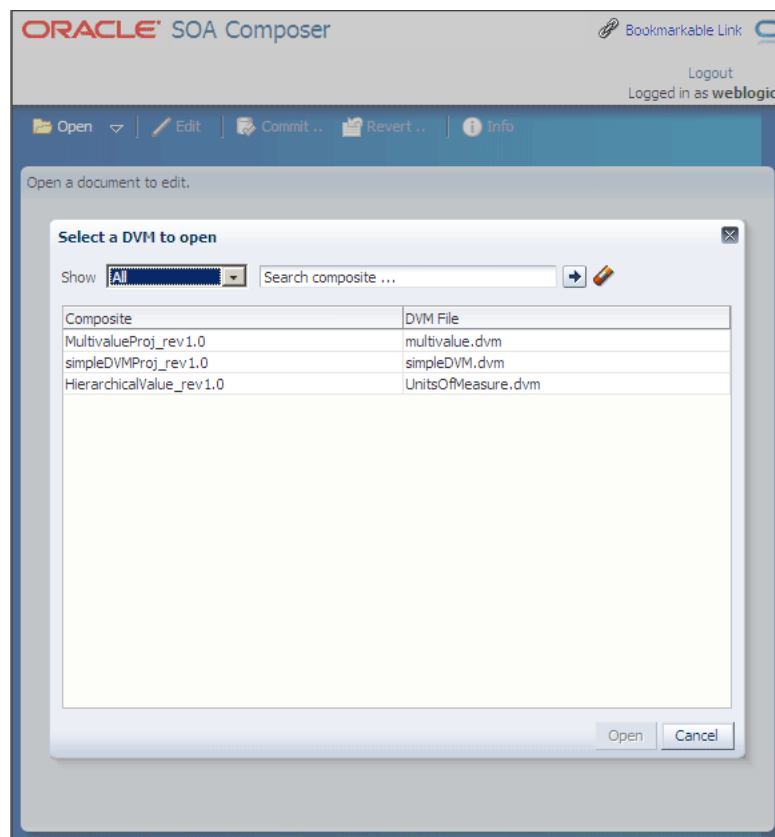 ORACLE SOA Composer
Bookmarkable Link
Logout
Logged in as weblogic
Open
Edit
Commit ..
Revert ..
Info
Open a document to edit.
Select a DVM to open
Show All Search composite ...
Composite DVM File
MultivalueProj_rev1.0 multivalue.dvm
simpleDVMProj_rev1.0 simpleDVM.dvm
HierarchicalValue_rev1.0 UnitsOfMeasure.dvm
Open Cancel